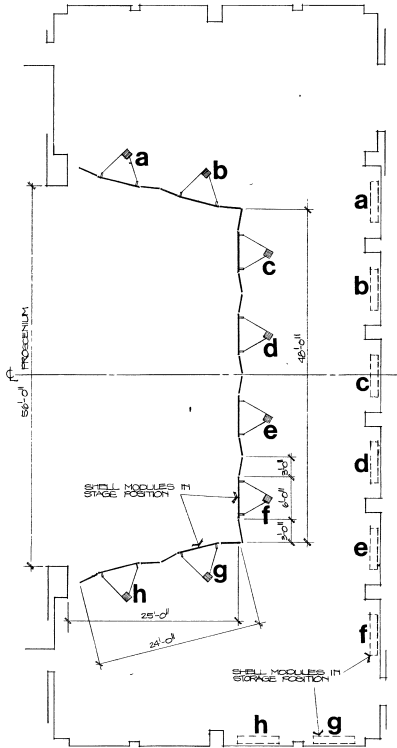 a
b
a
c
b
d
c
48'-0"
56'-0" PROSCENIUM
℄
e
d
3'-0"
6'-0"
3'-0"
SHELL MODULES IN
STAGE POSITION
f
e
g
h
25'-0"
24'-0"
f
SHELL MODULES IN
STORAGE POSITION
h
g